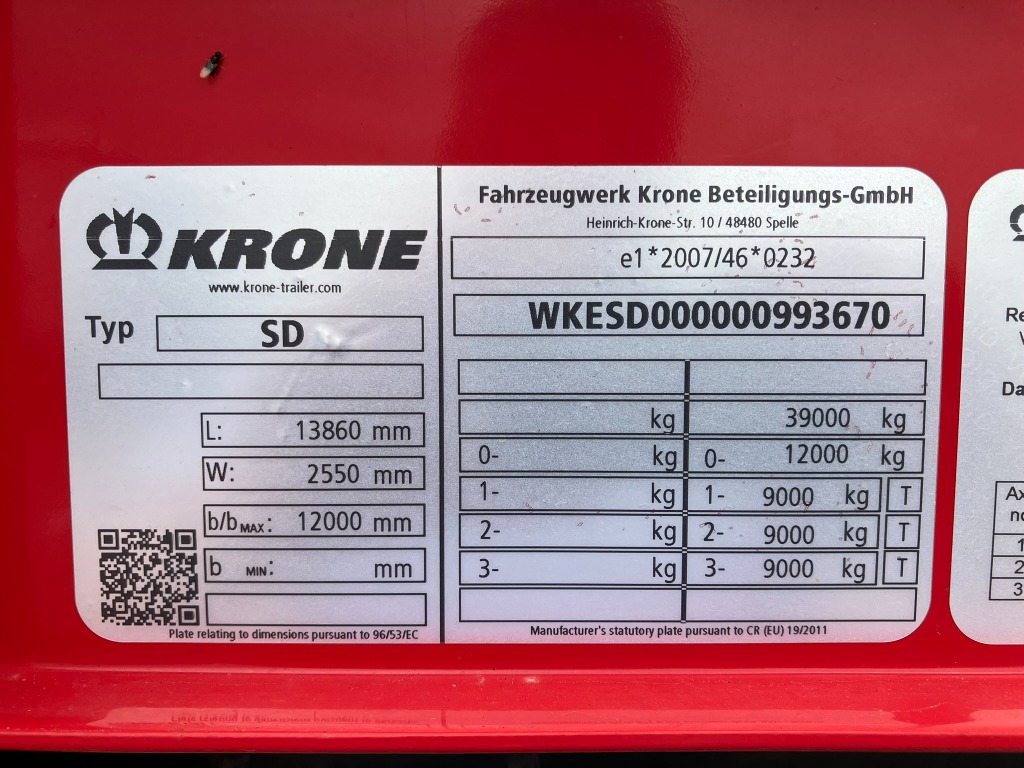 KRONE
www.krone-trailer.com
Typ SD
L: 13860 mm
W: 2550 mm
b/b MAX: 12000 mm
b MIN: mm
Plate relating to dimensions pursuant to 96/53/EC
Fahrzeugwerk Krone Beteiligungs-GmbH
Heinrich-Krone-Str. 10 / 48480 Spelle
e1*2007/46*0232
WKESD000000993670
kg 39000 kg
0- kg 0- 12000 kg
1- kg 1- 9000 kg T
2- kg 2- 9000 kg T
3- kg 3- 9000 kg T
Manufacturer's statutory plate pursuant to CR (EU) 19/2011
1
2
3